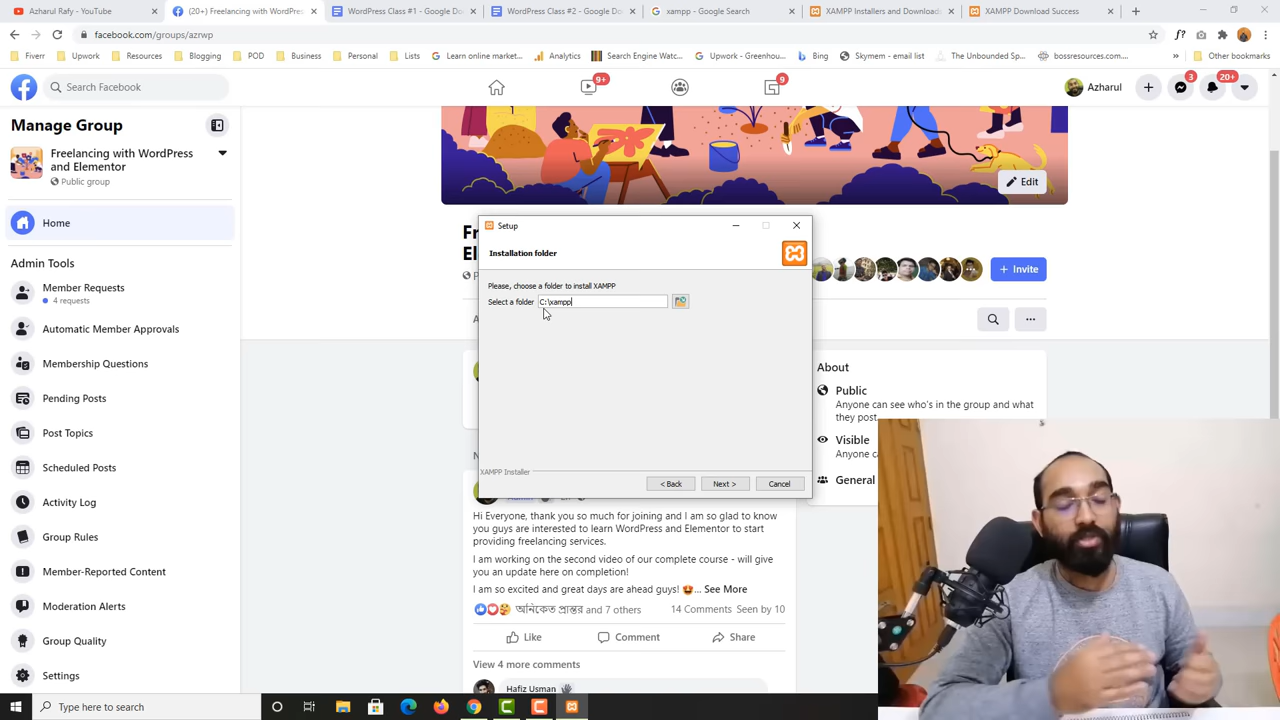 Azharul Rafy - YouTube
(20+) Freelancing with WordPres
WordPress Class #1 - Google Do
WordPress Class #2 - Google Do
xampp - Google Search
XAMPP Installers and Download
XAMPP Download Success
facebook.com/groups/azrwp
Fiverr
Upwork
Resources
Blogging
POD
Business
Personal
Lists
Learn online market...
Analytics
Search Engine Watc...
Upwork - Greenhou...
Bing
Skymem - email list
The Unbounded Sp...
bossresources.com...
Other bookmarks
Search Facebook
9+
9
Azharul
3
20+
Manage Group
Freelancing with WordPress
and Elementor
Public group
Home
Admin Tools
Member Requests
4 requests
Automatic Member Approvals
Membership Questions
Pending Posts
Post Topics
Scheduled Posts
Activity Log
Group Rules
Member-Reported Content
Moderation Alerts
Group Quality
Settings
Edit
Invite
Setup
Installation folder
Please, choose a folder to install XAMPP
Select a folder
C:\xampp
XAMPP Installer
< Back
Next >
Cancel
About
Public
Anyone can see who's in the group and what
they post.
Visible
Anyone ca
General
Hi Everyone, thank you so much for joining and I am so glad to know
you guys are interested to learn WordPress and Elementor to start
providing freelancing services.
I am working on the second video of our complete course - will give
you an update here on completion!
I am so excited and great days are ahead guys! 🤩... See More
অনিকেত প্রান্তর and 7 others
14 Comments
Seen by 10
Like
Comment
Share
View 4 more comments
Hafiz Usman
Type here to search